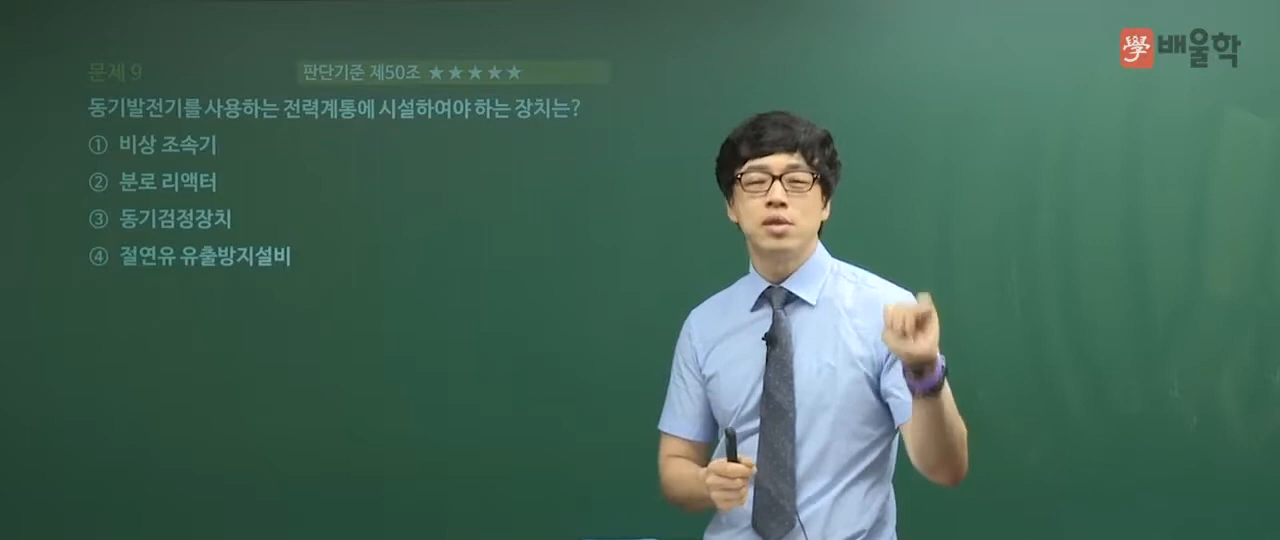 學 배울학
문제 9
판단기준 제50조 ★★★★★
동기발전기를 사용하는 전력계통에 시설하여야 하는 장치는?
① 비상 조속기
② 분로 리액터
③ 동기검정장치
④ 절연유 유출방지설비